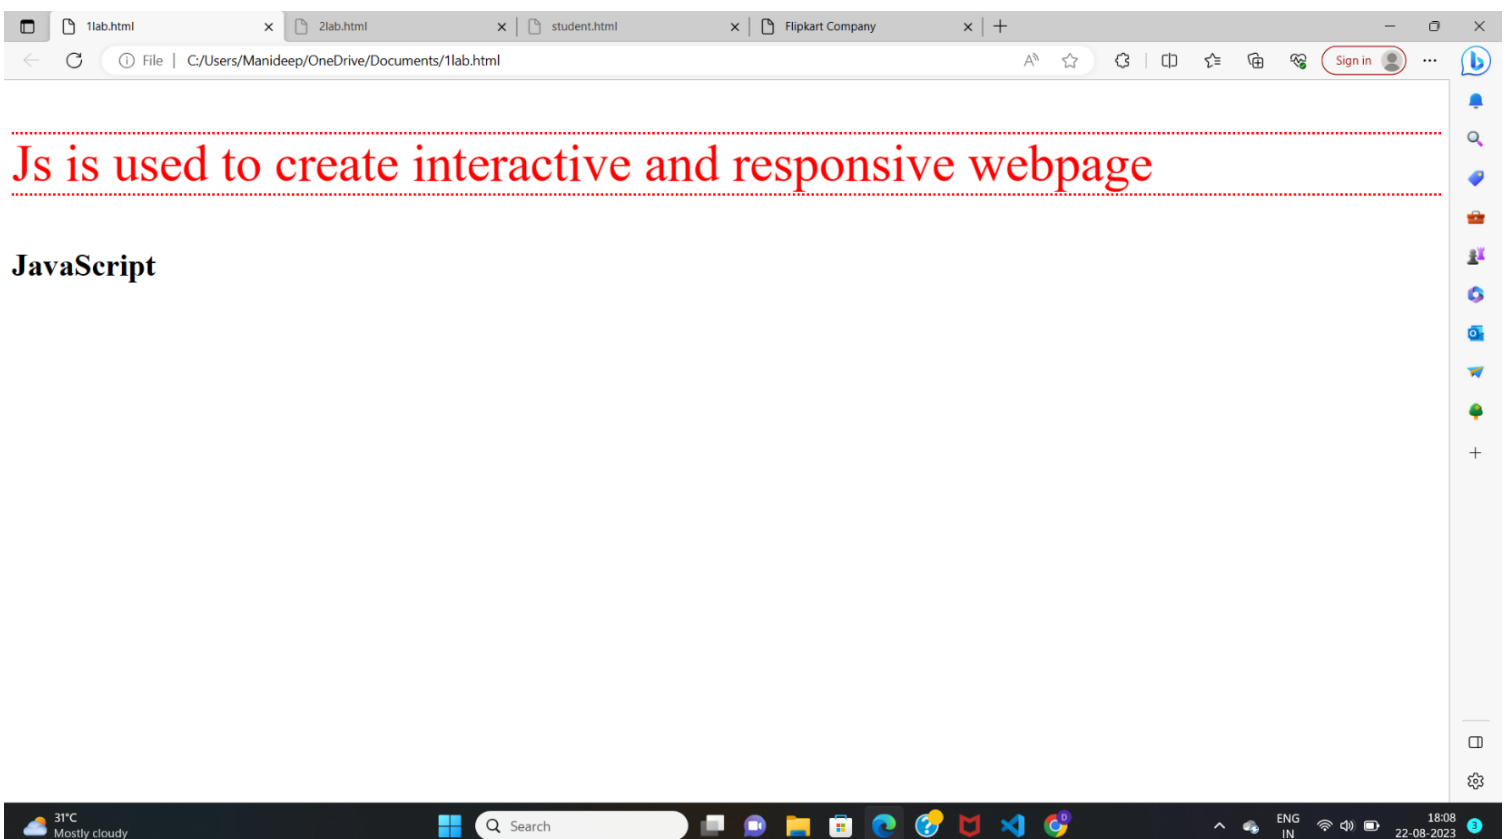 1lab.html
2lab.html
student.html
Flipkart Company
File | C:/Users/Manideep/OneDrive/Documents/1lab.html
Sign in
Js is used to create interactive and responsive webpage
JavaScript
31°C
Mostly cloudy
Search
ENG
IN
18:08
22-08-2023
3